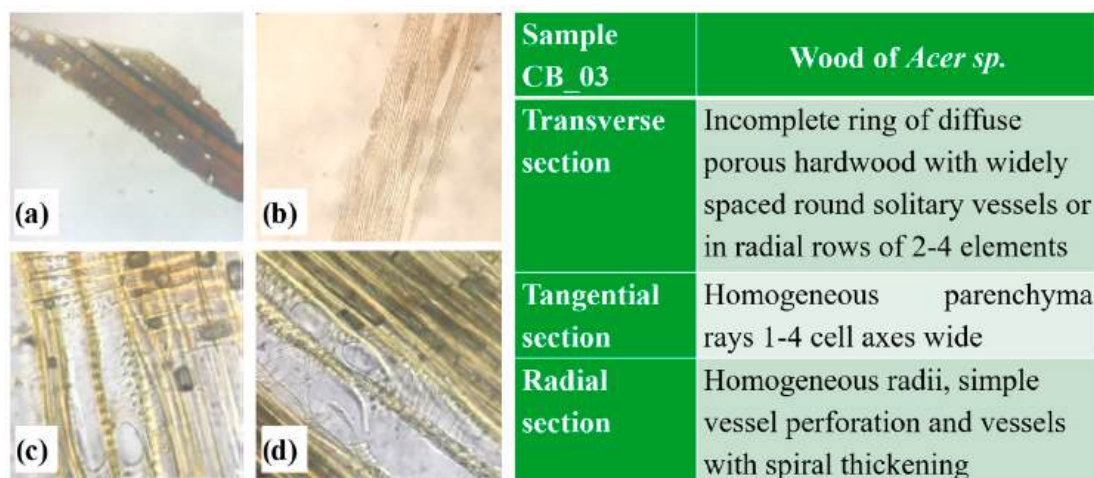 (a)
(b)
(c)
(d)
Sample
CB_03
Wood of Acer sp.
Transverse
section
Incomplete ring of diffuse
porous hardwood with widely
spaced round solitary vessels or
in radial rows of 2-4 elements
Tangential
section
Homogeneous parenchyma
rays 1-4 cell axes wide
Radial
section
Homogeneous radii, simple
vessel perforation and vessels
with spiral thickening